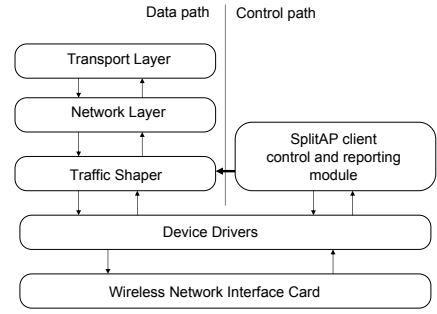 Data path
Control path
Transport Layer
Network Layer
Traffic Shaper
SplitAP client
control and reporting
module
Device Drivers
Wireless Network Interface Card